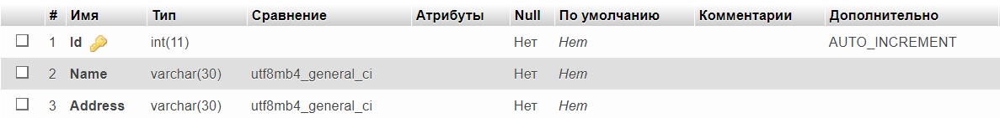 # Имя Тип Сравнение Атрибуты Null По умолчанию Комментарии Дополнительно
1 Id int(11) Нет Нет AUTO_INCREMENT
2 Name varchar(30) utf8mb4_general_ci Нет Нет
3 Address varchar(30) utf8mb4_general_ci Нет Нет